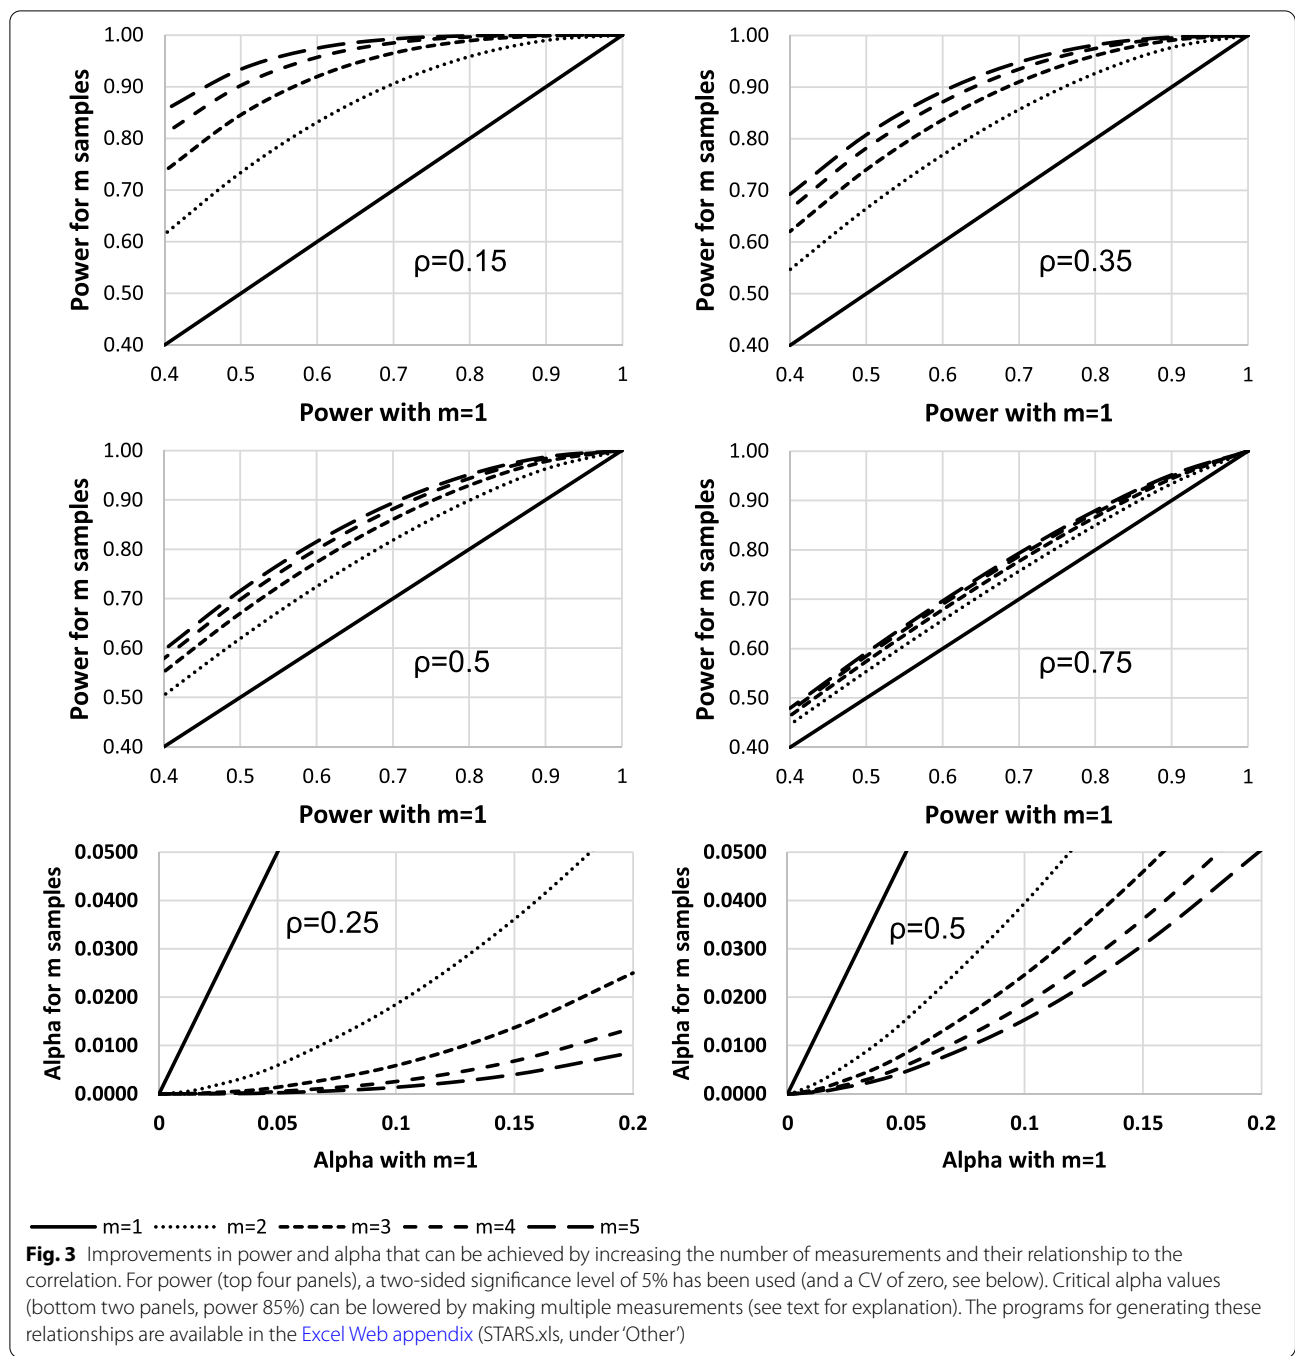 1.00
0.90
0.80
0.70
0.60
0.50
0.40
Power for m samples
ρ=0.15
0.4 0.5 0.6 0.7 0.8 0.9 1
Power with m=1
1.00
0.90
0.80
0.70
0.60
0.50
0.40
Power for m samples
ρ=0.35
0.4 0.5 0.6 0.7 0.8 0.9 1
Power with m=1
1.00
0.90
0.80
0.70
0.60
0.50
0.40
Power for m samples
ρ=0.5
0.4 0.5 0.6 0.7 0.8 0.9 1
Power with m=1
1.00
0.90
0.80
0.70
0.60
0.50
0.40
Power for m samples
ρ=0.75
0.4 0.5 0.6 0.7 0.8 0.9 1
Power with m=1
0.0500
0.0400
0.0300
0.0200
0.0100
0.0000
Alpha for m samples
ρ=0.25
0 0.05 0.1 0.15 0.2
Alpha with m=1
0.0500
0.0400
0.0300
0.0200
0.0100
0.0000
Alpha for m samples
ρ=0.5
0 0.05 0.1 0.15 0.2
Alpha with m=1
m=1 m=2 m=3 m=4 m=5
Fig. 3 Improvements in power and alpha that can be achieved by increasing the number of measurements and their relationship to the
correlation. For power (top four panels), a two-sided significance level of 5% has been used (and a CV of zero, see below). Critical alpha values
(bottom two panels, power 85%) can be lowered by making multiple measurements (see text for explanation). The programs for generating these
relationships are available in the Excel Web appendix (STARS.xls, under ‘Other’)